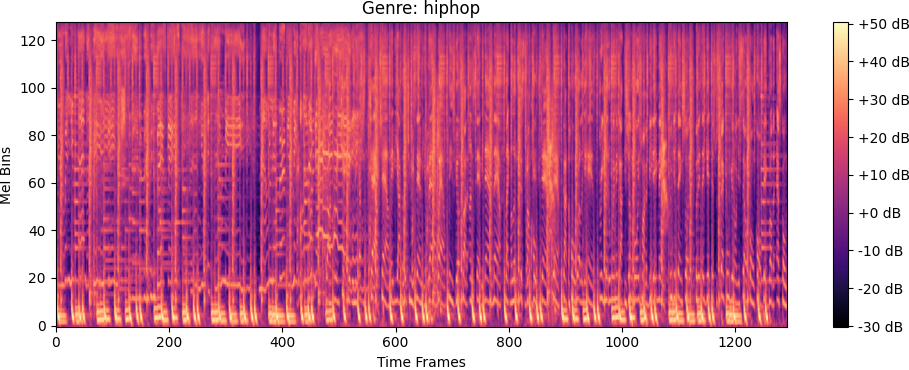 Genre: hiphop
Mel Bins
120
100
80
60
40
20
0
0 200 400 600 800 1000 1200
Time Frames
+50 dB
+40 dB
+30 dB
+20 dB
+10 dB
+0 dB
-10 dB
-20 dB
-30 dB